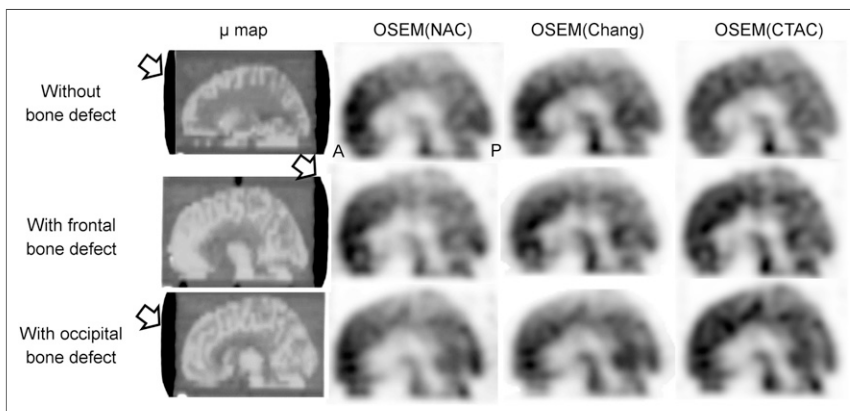 μ map OSEM(NAC) OSEM(Chang) OSEM(CTAC)
Without
bone defect
A P
With frontal
bone defect
With occipital
bone defect